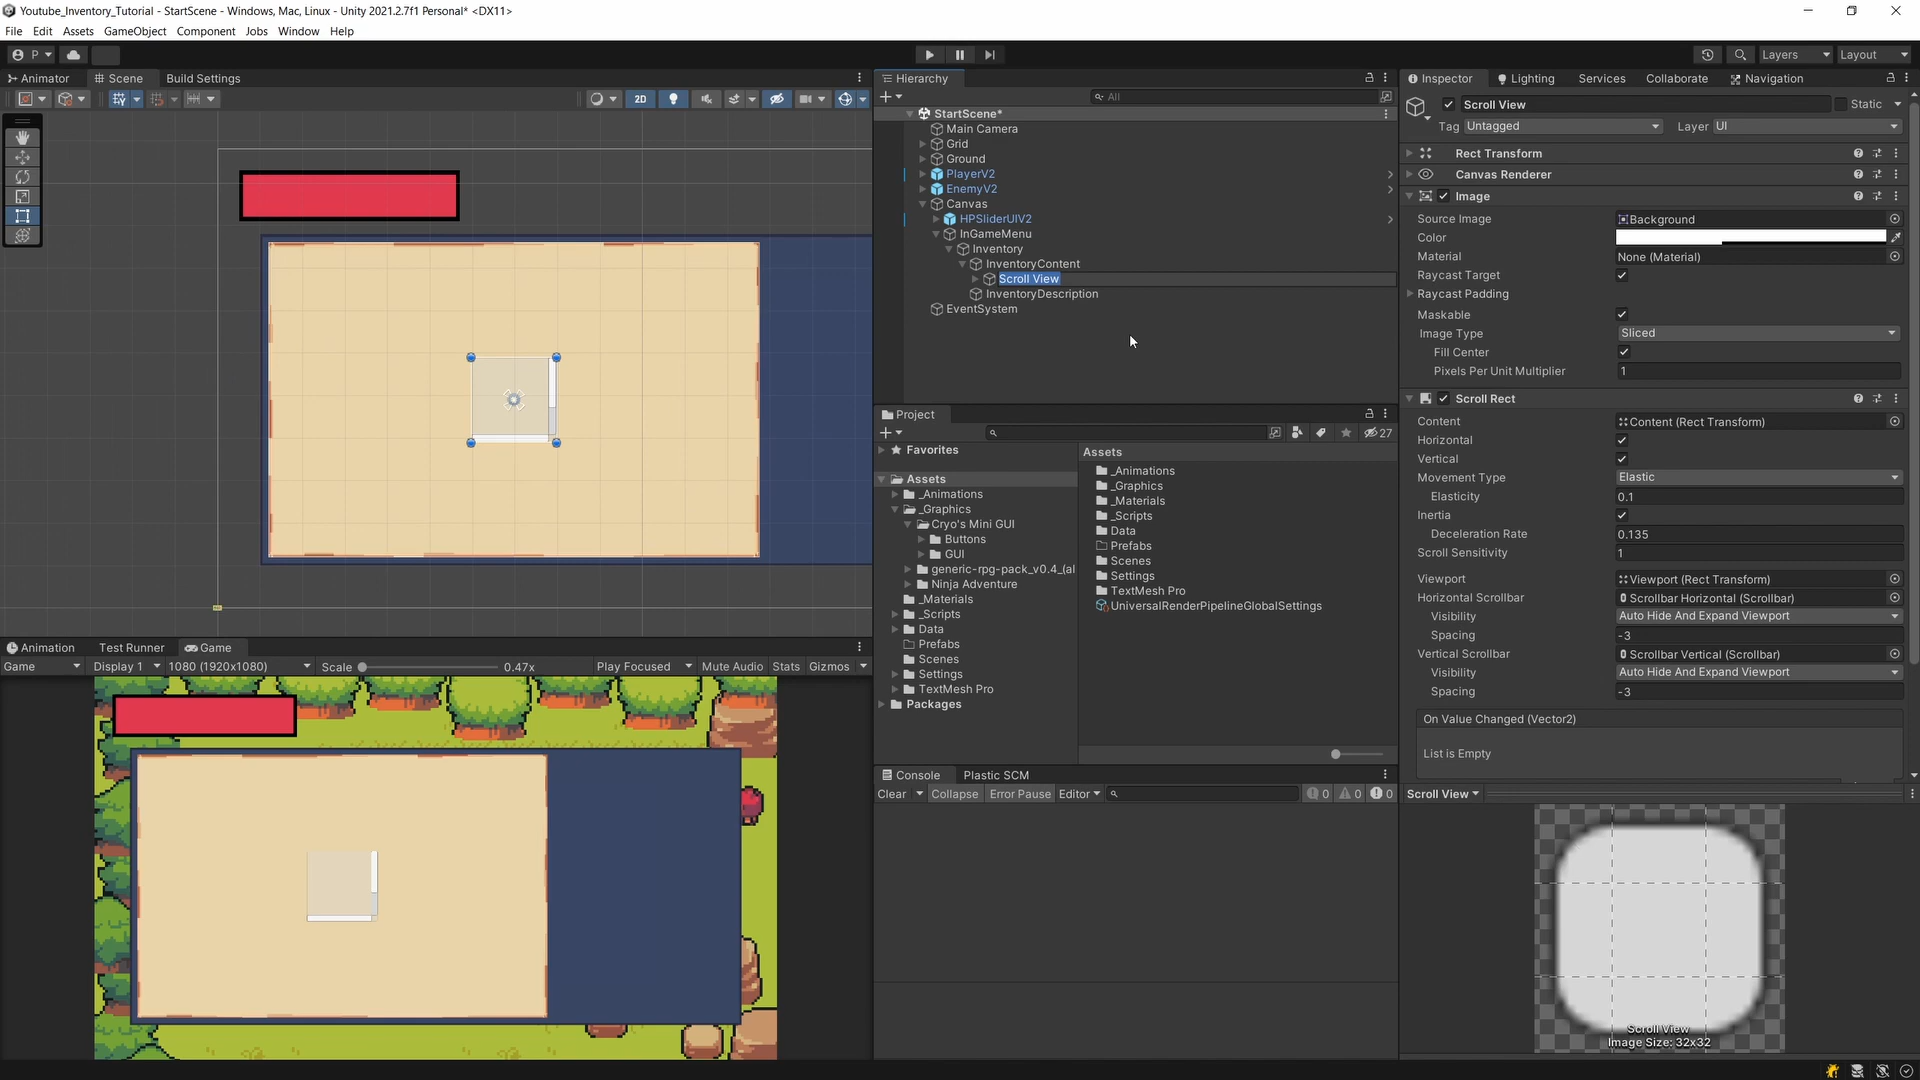 Youtube_Inventory_Tutorial - StartScene - Windows, Mac, Linux - Unity 2021.2.7f1 Personal* <DX11>
File Edit Assets GameObject Component Jobs Window Help
P Layers Layout
Animator Scene Build Settings
2D
Hierarchy
All
StartScene*
Main Camera
Grid
Ground
PlayerV2
EnemyV2
Canvas
HPSliderUIV2
InGameMenu
Inventory
InventoryContent
Scroll View
InventoryDescription
EventSystem
Project
27
Favorites
Assets
_Animations
_Graphics
Cryo's Mini GUI
Buttons
GUI
generic-rpg-pack_v0.4_(al
Ninja Adventure
_Materials
_Scripts
Data
Prefabs
Scenes
Settings
TextMesh Pro
Packages
Assets
_Animations
_Graphics
_Materials
_Scripts
Data
Prefabs
Scenes
Settings
TextMesh Pro
UniversalRenderPipelineGlobalSettings
Console Plastic SCM
Clear Collapse Error Pause Editor 0 0 0
Animation Test Runner Game
Game Display 1 1080 (1920x1080) Scale 0.47x Play Focused Mute Audio Stats Gizmos
Inspector Lighting Services Collaborate Navigation
Scroll View Static
Tag Untagged Layer UI
Rect Transform
Canvas Renderer
Image
Source Image Background
Color
Material None (Material)
Raycast Target
Raycast Padding
Maskable
Image Type Sliced
Fill Center
Pixels Per Unit Multiplier 1
Scroll Rect
Content Content (Rect Transform)
Horizontal
Vertical
Movement Type Elastic
Elasticity 0.1
Inertia
Deceleration Rate 0.135
Scroll Sensitivity 1
Viewport Viewport (Rect Transform)
Horizontal Scrollbar Scrollbar Horizontal (Scrollbar)
Visibility Auto Hide And Expand Viewport
Spacing -3
Vertical Scrollbar Scrollbar Vertical (Scrollbar)
Visibility Auto Hide And Expand Viewport
Spacing -3
On Value Changed (Vector2)
List is Empty
Scroll View
Scroll View
Image Size: 32x32